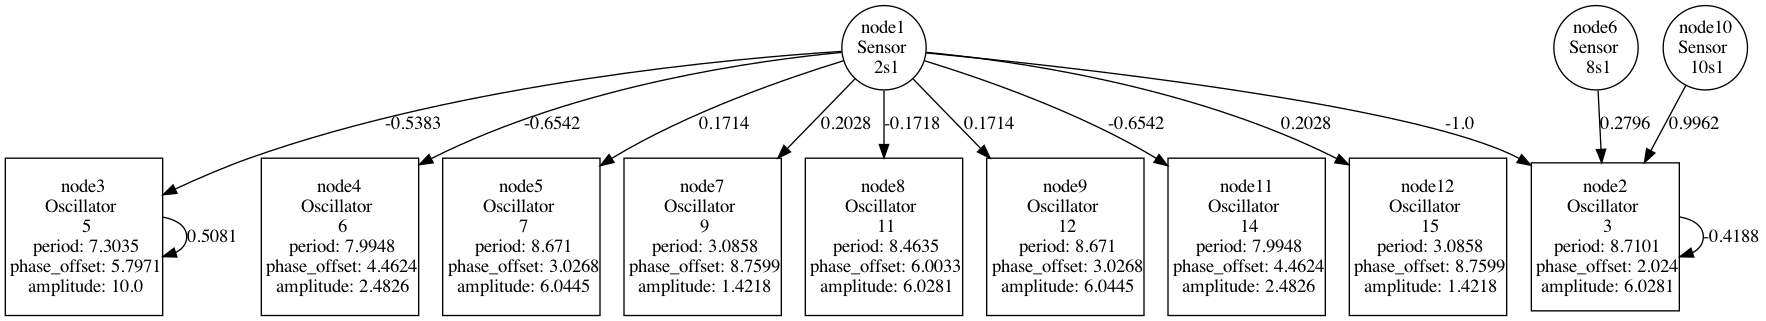 node1
Sensor
2s1
node6
Sensor
8s1
node10
Sensor
10s1
-0.5383
-0.6542
0.1714
0.2028
-0.1718
0.1714
-0.6542
0.2028
-1.0
0.2796
0.9962
node3
Oscillator
5
period: 7.3035
phase_offset: 5.7971
amplitude: 10.0
0.5081
node4
Oscillator
6
period: 7.9948
phase_offset: 4.4624
amplitude: 2.4826
node5
Oscillator
7
period: 8.671
phase_offset: 3.0268
amplitude: 6.0445
node7
Oscillator
9
period: 3.0858
phase_offset: 8.7599
amplitude: 1.4218
node8
Oscillator
11
period: 8.4635
phase_offset: 6.0033
amplitude: 6.0281
node9
Oscillator
12
period: 8.671
phase_offset: 3.0268
amplitude: 6.0445
node11
Oscillator
14
period: 7.9948
phase_offset: 4.4624
amplitude: 2.4826
node12
Oscillator
15
period: 3.0858
phase_offset: 8.7599
amplitude: 1.4218
node2
Oscillator
3
period: 8.7101
phase_offset: 2.024
amplitude: 6.0281
-0.4188